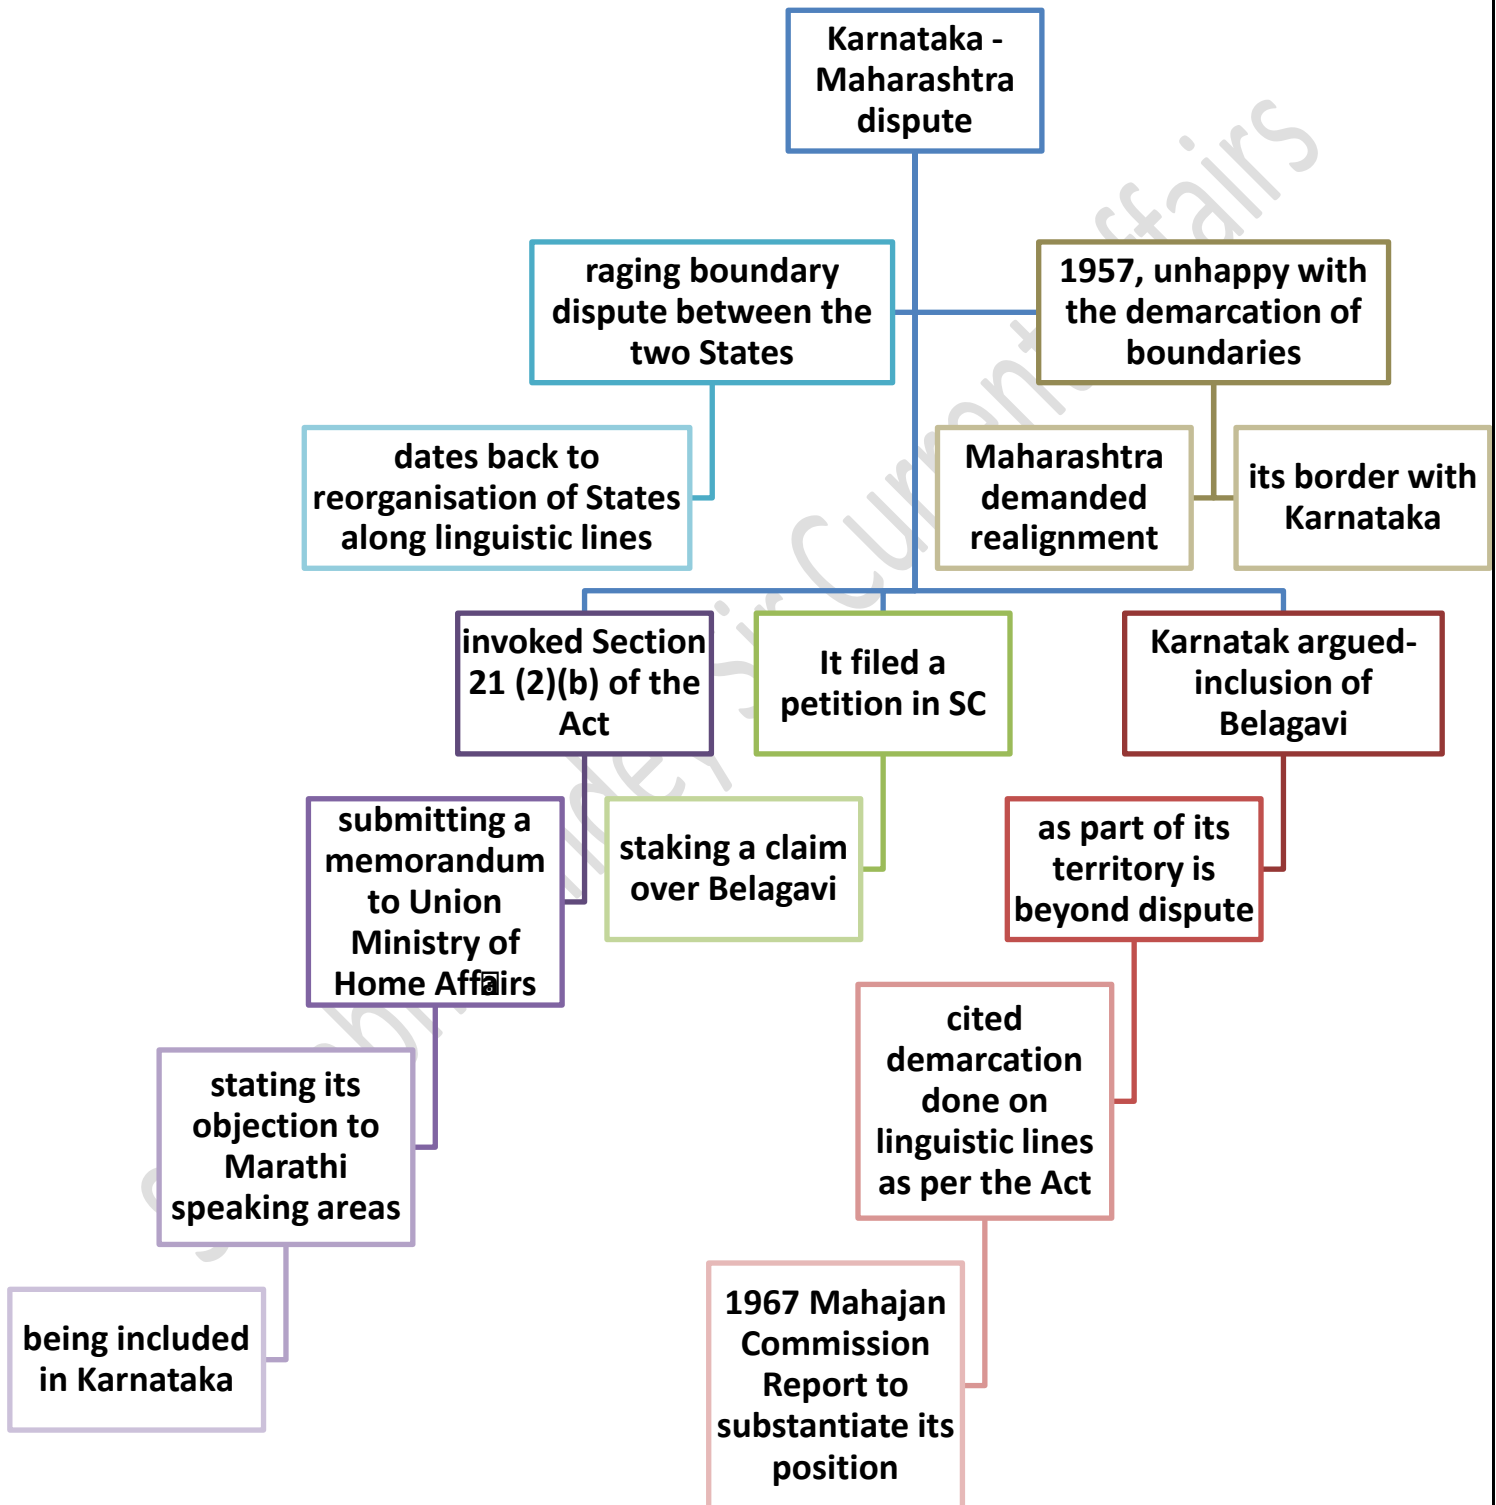 Karnataka -
Maharashtra
dispute
raging boundary
dispute between the
two States
1957, unhappy with
the demarcation of
boundaries
dates back to
reorganisation of States
along linguistic lines
Maharashtra
demanded
realignment
its border with
Karnataka
invoked Section
21 (2)(b) of the
Act
It filed a
petition in SC
Karnatak argued-
inclusion of
Belagavi
submitting a
memorandum
to Union
Ministry of
Home Affairs
staking a claim
over Belagavi
as part of its
territory is
beyond dispute
stating its
objection to
Marathi
speaking areas
cited
demarcation
done on
linguistic lines
as per the Act
being included
in Karnataka
1967 Mahajan
Commission
Report to
substantiate its
position
Sir Current Affairs